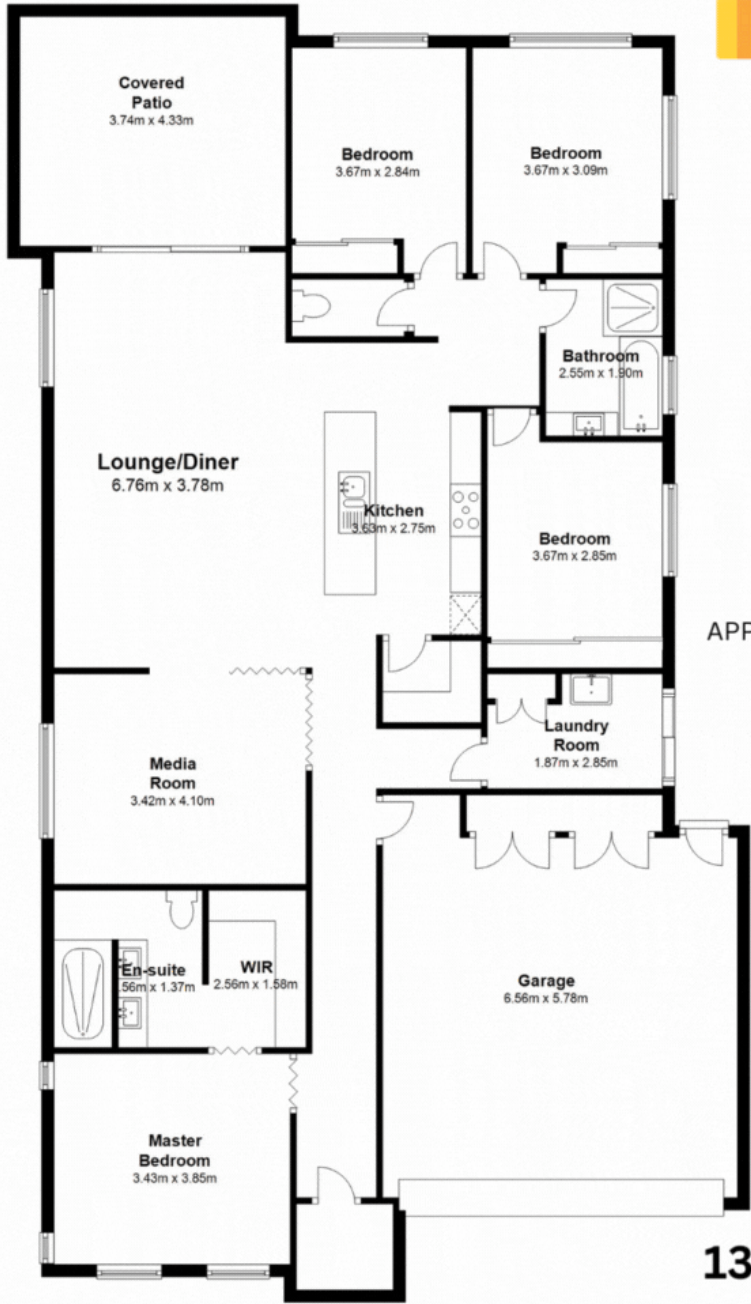 Covered
Patio
3.74m x 4.33m
Bedroom
3.67m x 2.84m
Bedroom
3.67m x 3.09m
Bathroom
2.55m x 1.90m
Lounge/Diner
6.76m x 3.78m
Kitchen
3.63m x 2.75m
Bedroom
3.67m x 2.85m
APP
Laundry
Room
1.87m x 2.85m
Media
Room
3.42m x 4.10m
En-suite
.56m x 1.37m
WIR
2.56m x 1.58m
Garage
6.56m x 5.78m
Master
Bedroom
3.43m x 3.85m
13